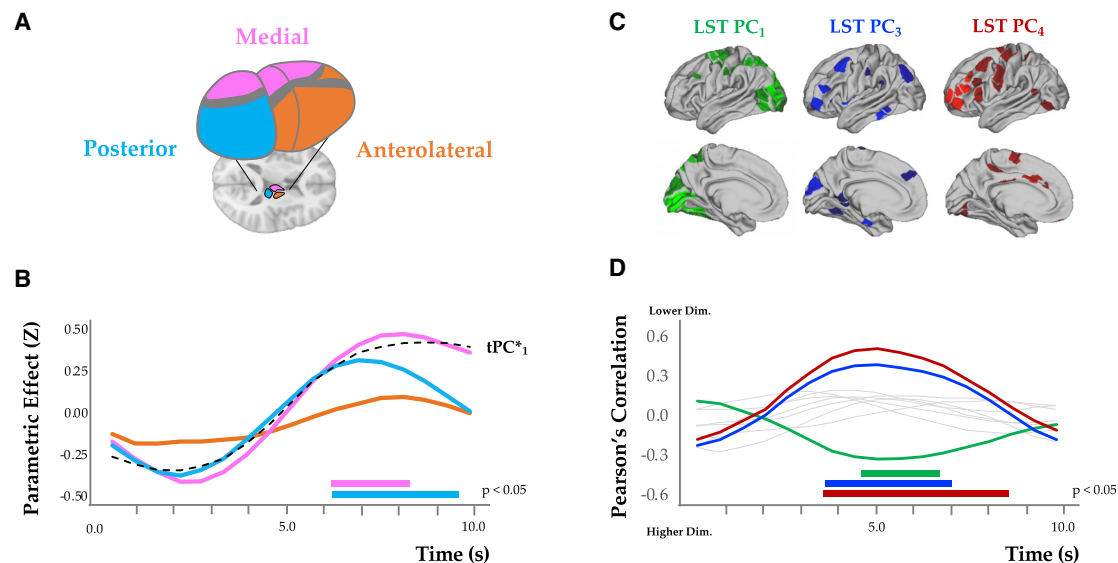 A
Medial
Posterior
Anterolateral
B
Parametric Effect (Z)
0.50
0.25
0.00
-0.25
-0.50
tPC*1
p < 0.05
0.0
5.0
10.0
Time (s)
C
LST PC1
LST PC3
LST PC4
D
Pearson's Correlation
Lower Dim.
0.6
0.3
0.0
-0.3
-0.6
Higher Dim.
p < 0.05
5.0
10.0
Time (s)